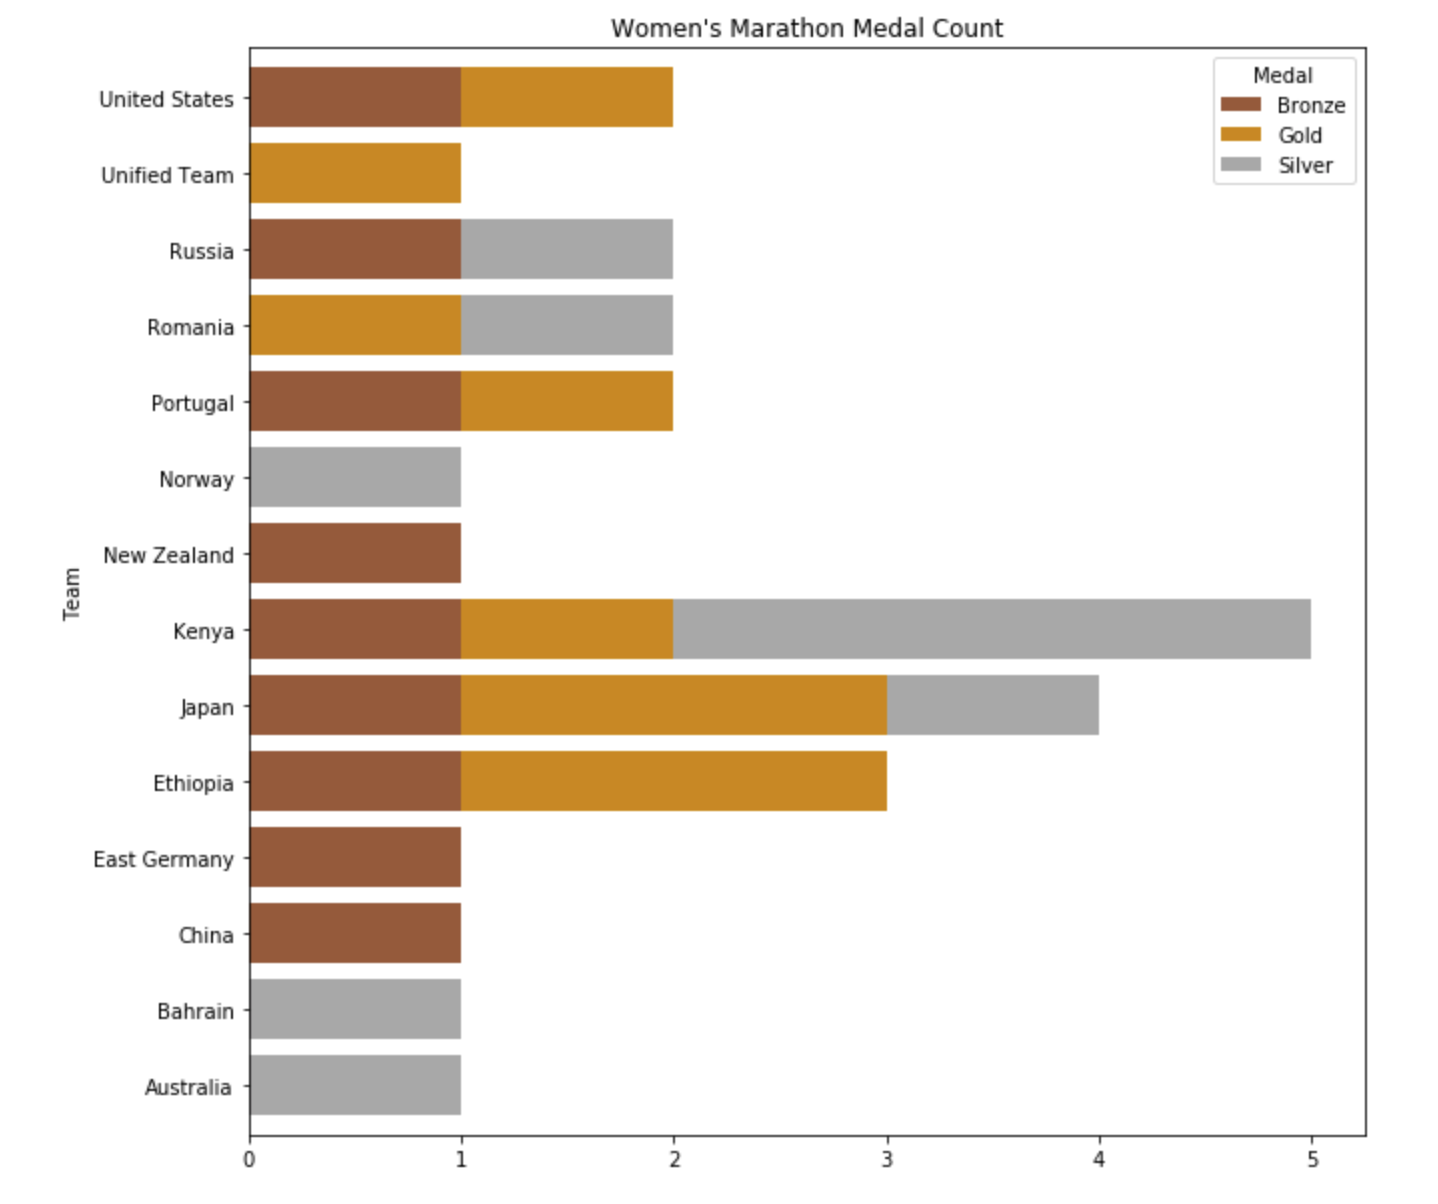 Women's Marathon Medal Count
Medal
Bronze
Gold
Silver
Team
United States
Unified Team
Russia
Romania
Portugal
Norway
New Zealand
Kenya
Japan
Ethiopia
East Germany
China
Bahrain
Australia
0 1 2 3 4 5